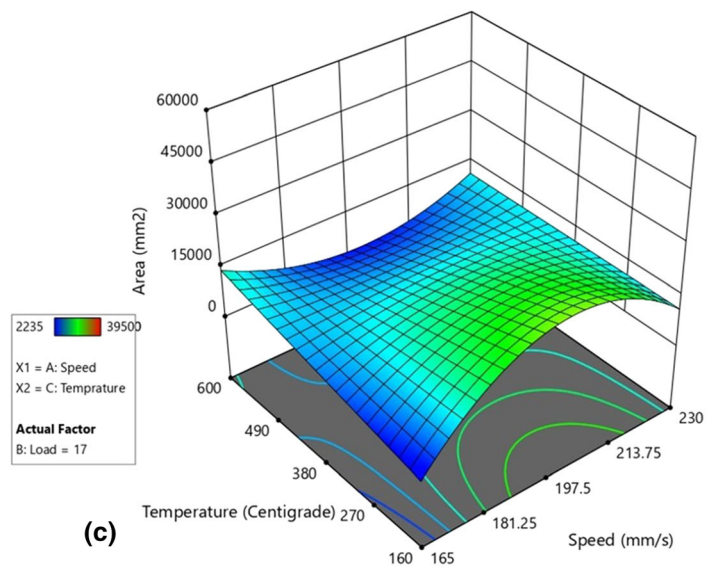 60000
45000
30000
15000
0
Area (mm2)
2235 39500
X1 = A: Speed
X2 = C: Temprature
Actual Factor
B: Load = 17
600
490
380
270
160
Temperature (Centigrade)
165
181.25
197.5
213.75
230
Speed (mm/s)
(c)